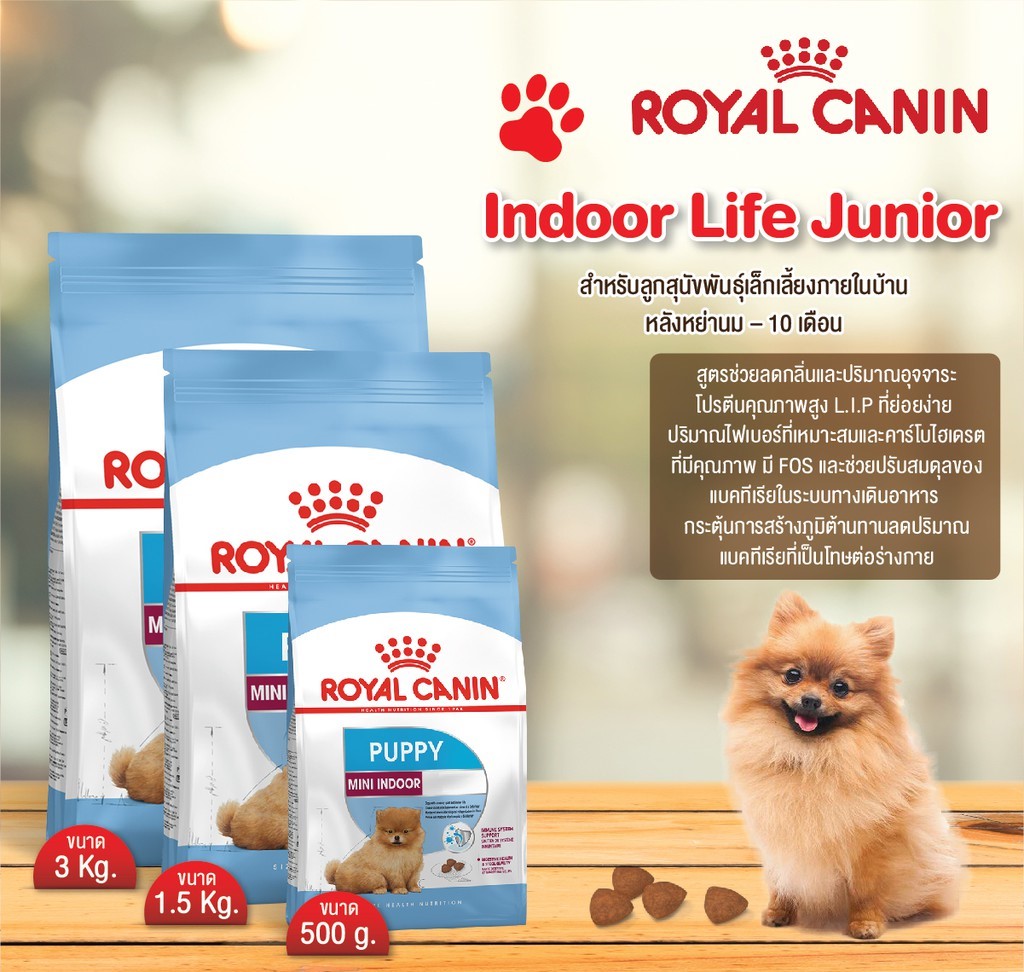 ROYAL CANIN
Indoor Life Junior
สำหรับลูกสุนัขพันธุ์เล็กเลี้ยงภายในบ้าน
หลังหย่านม – 10 เดือน
สูตรช่วยลดกลิ่นและปริมาณอุจจาระ
โปรตีนคุณภาพสูง L.I.P ที่ย่อยง่าย
ปริมาณไฟเบอร์ที่เหมาะสมและคาร์โบไฮเดรต
ที่มีคุณภาพ มี FOS และช่วยปรับสมดุลของ
แบคทีเรียในระบบทางเดินอาหาร
กระตุ้นการสร้างภูมิต้านทานลดปริมาณ
แบคทีเรียที่เป็นโทษต่อร่างกาย
RO
M
ขนาด
3 Kg.
ROYAL CANIN
HEA
MINI
ขนาด
1.5 Kg.
ROYAL CANIN®
HEALTH NUTRITION SINCE 1968
PUPPY
MINI INDOOR
IMMUNE SYSTEM
SUPPORT
HEALTH NUTRITION
ขนาด
500 g.